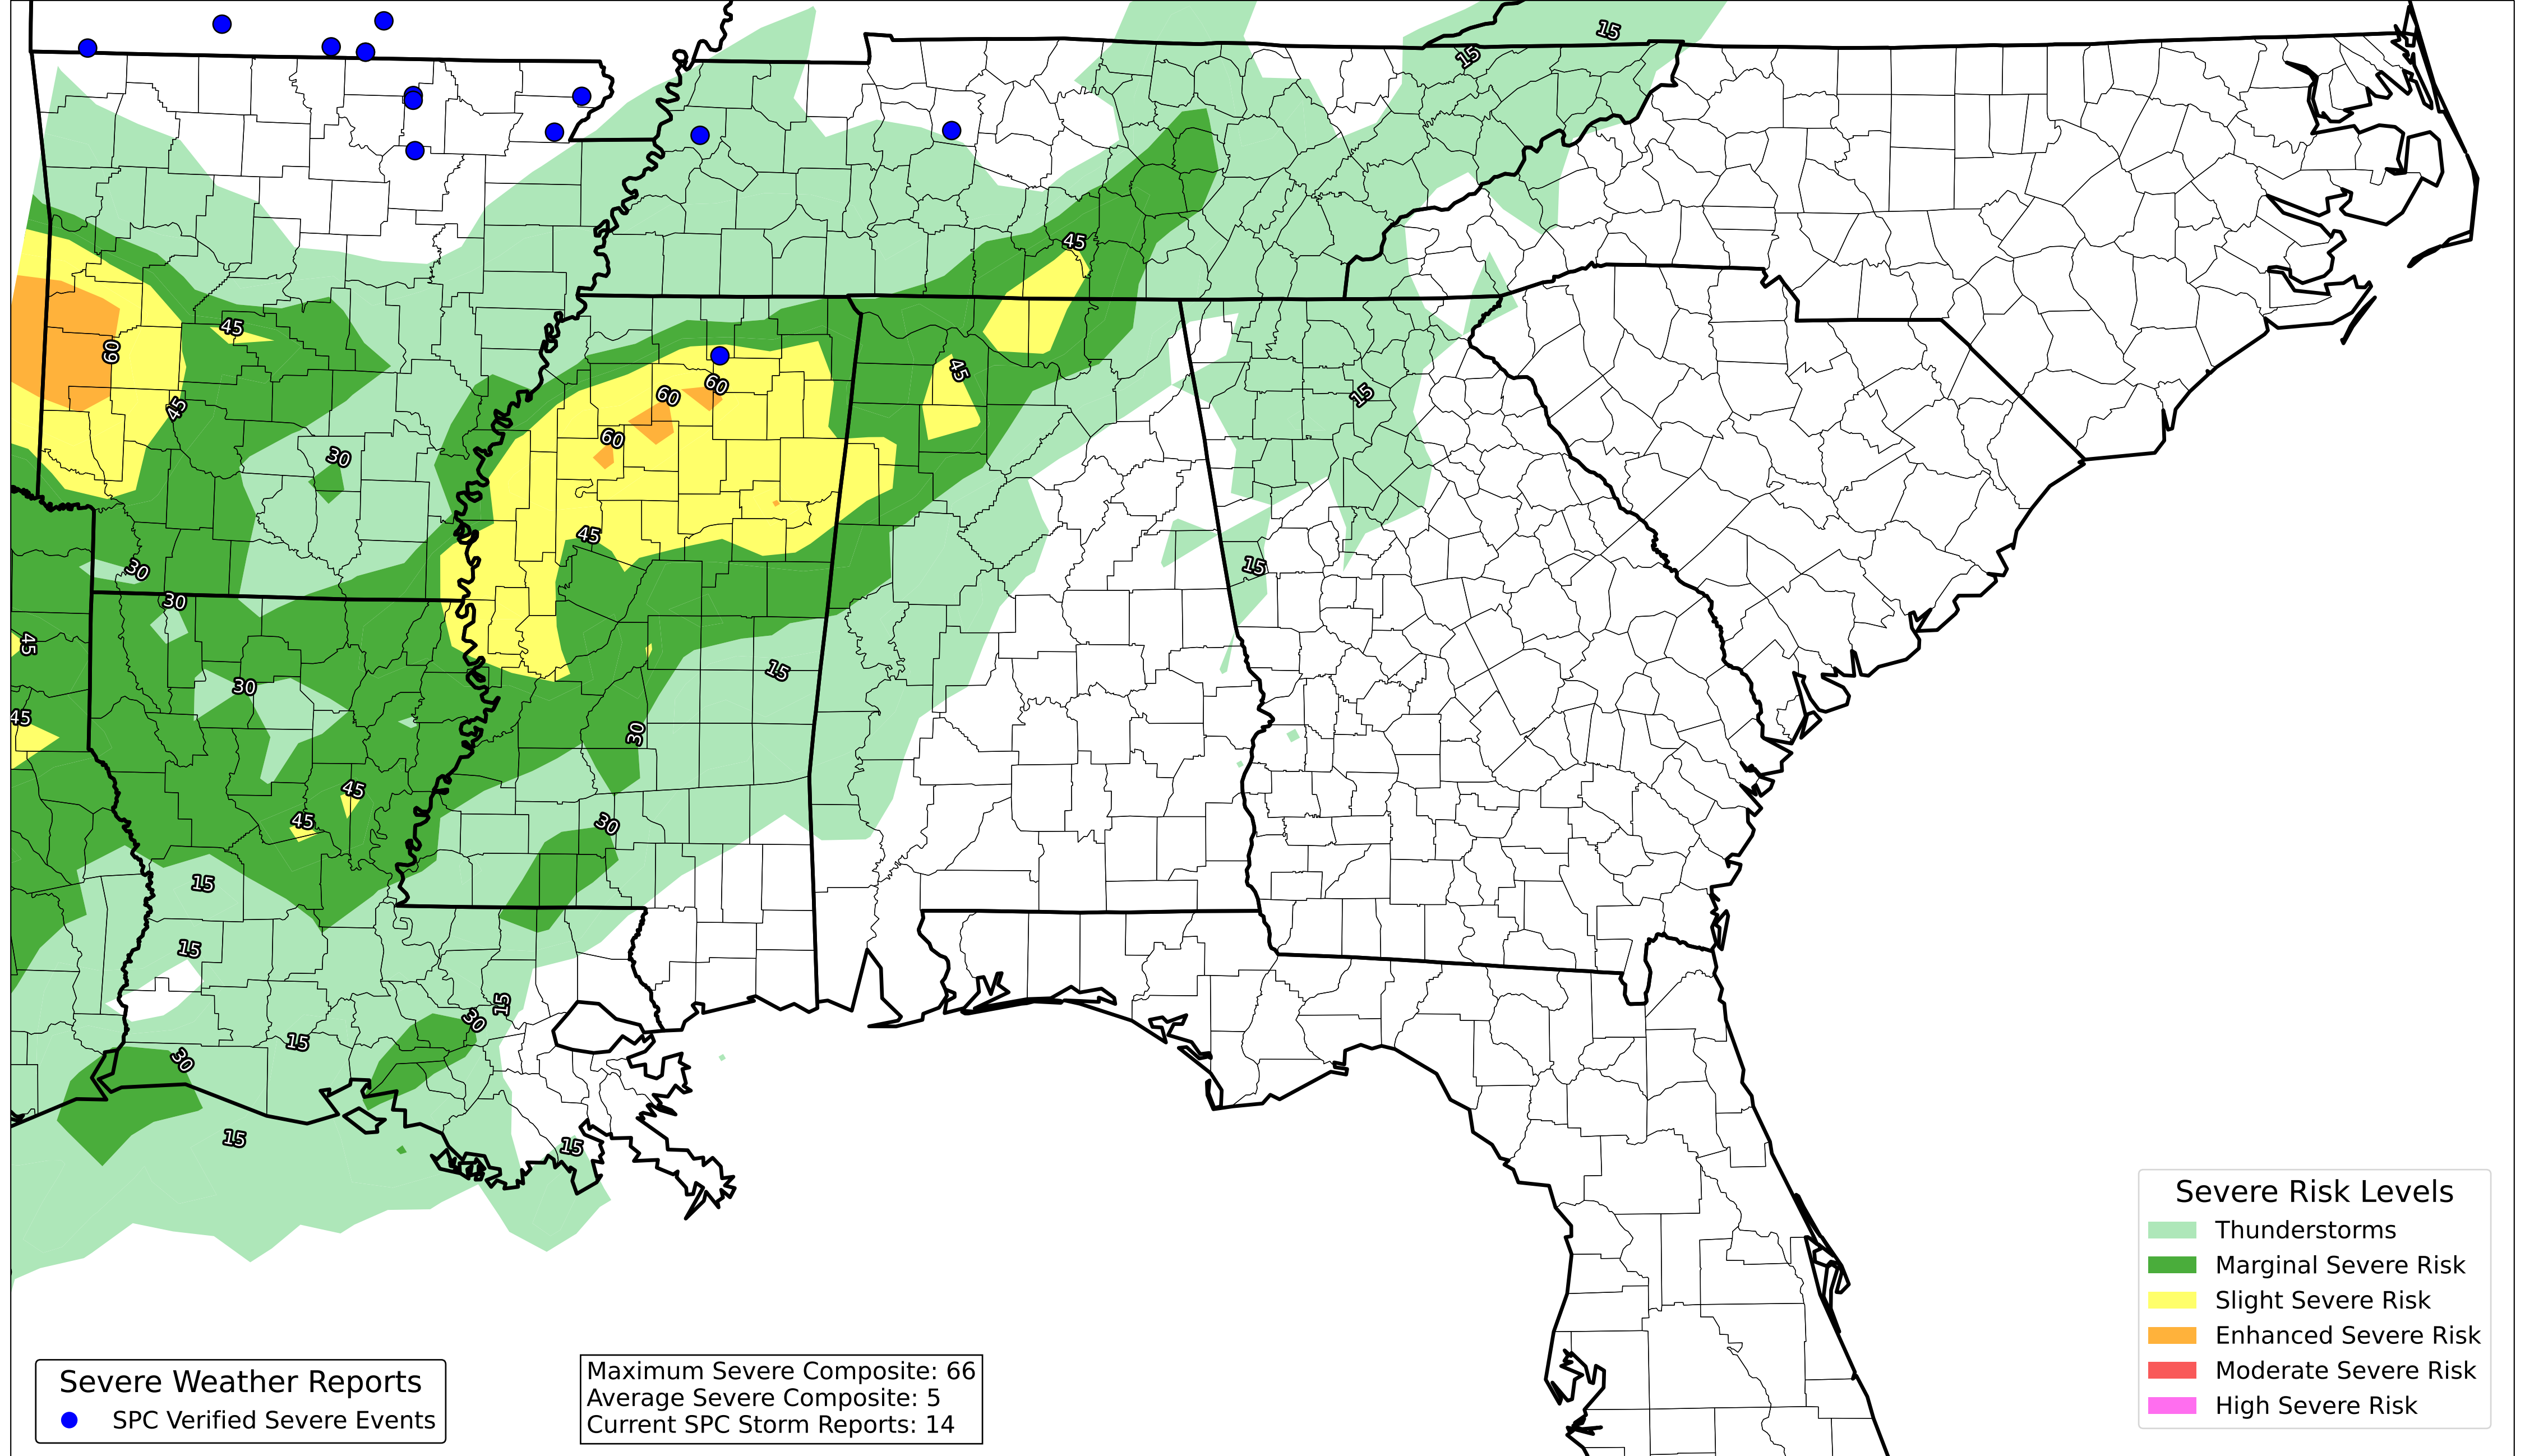 15
15
45
45
60
45
60
60
45
15
45
60
30
45
15
30
30
45
15
30
45
30
45
45
30
15
15
15
30
15
30
15
15
Severe Risk Levels
Thunderstorms
Marginal Severe Risk
Slight Severe Risk
Enhanced Severe Risk
Moderate Severe Risk
High Severe Risk
Severe Weather Reports
SPC Verified Severe Events
Maximum Severe Composite: 66
Average Severe Composite: 5
Current SPC Storm Reports: 14